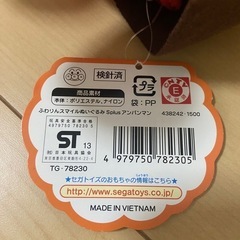 検針済
プラ
袋:PP
商品素材
本体:ポリエステル、ナイロン
ふわりんスマイルぬいぐるみ Splus アンパンマン
438242-1500
4979750 78230 5
ST
13
4 979750 782305
TG-78230
★セガトイズのおもちゃの情報はこちら★
http://www.segatoys.co.jp/
MADE IN VIETNAM